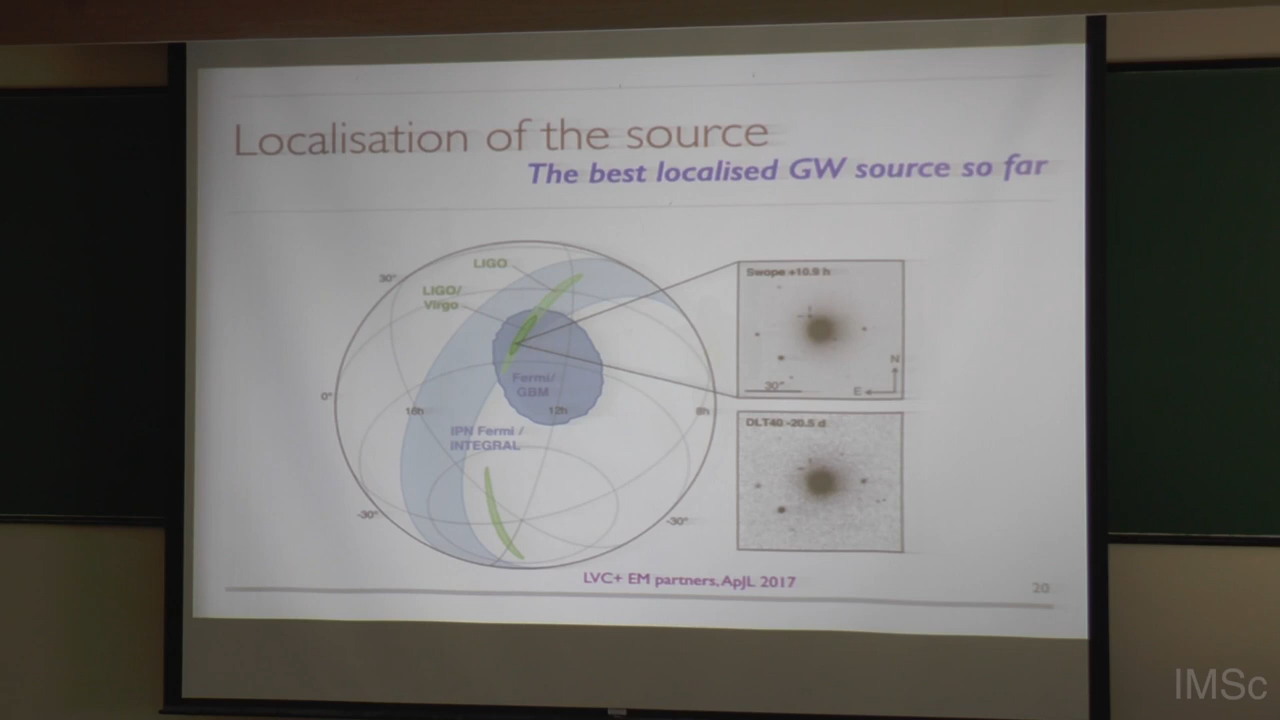 Localisation of the source
The best localised GW source so far
LIGO
30°
LIGO/
Virgo
Swope +10.9 h
N
30"
E
Fermi/
GBM
0°
16h
12h
8h
IPN Fermi /
INTEGRAL
DLT40 -20.5 d
-30°
-30°
LVC+ EM partners, ApJL 2017
20
IMSc